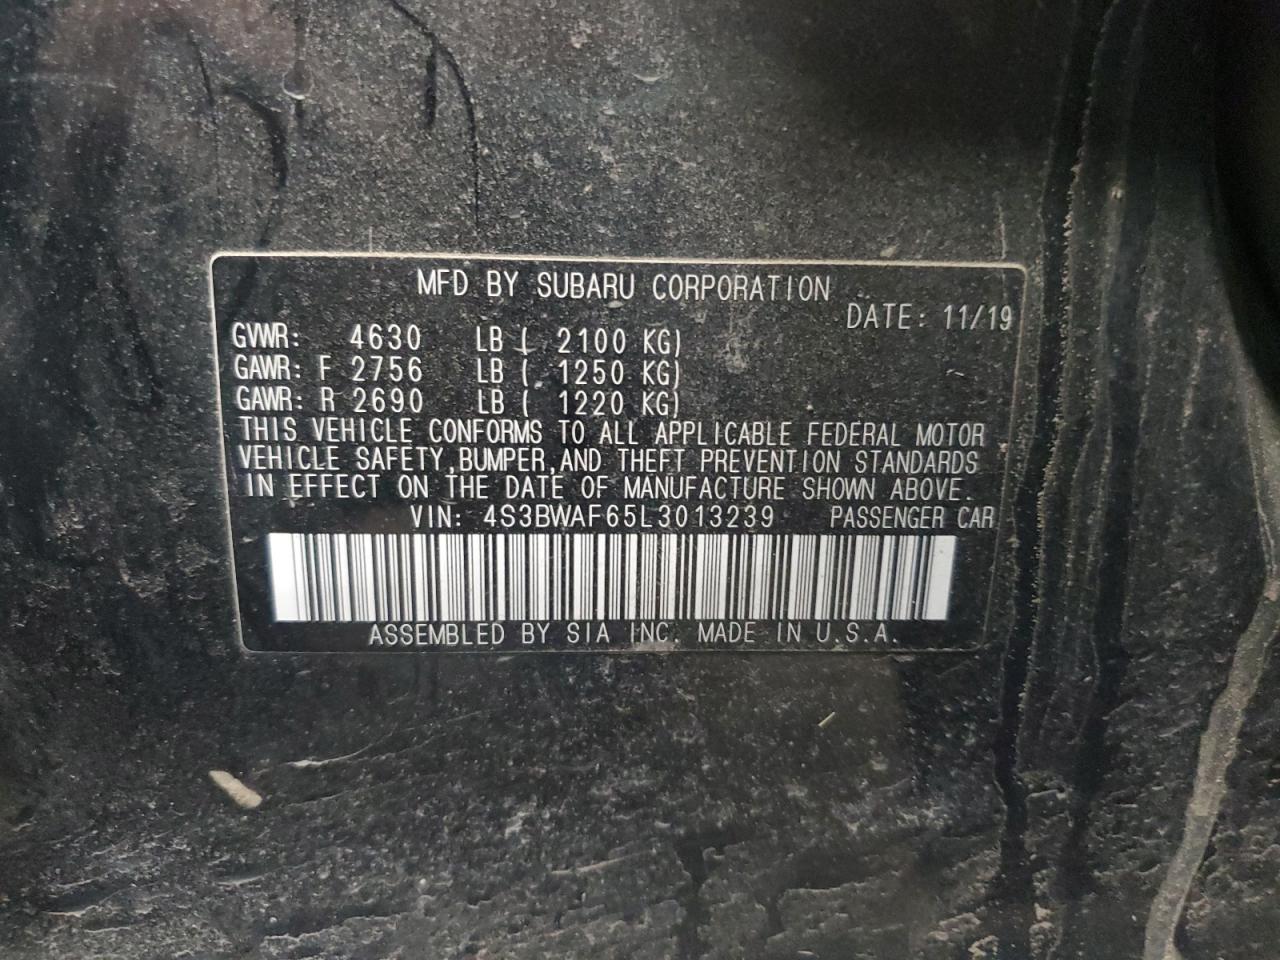 MFD BY SUBARU CORPORATION
DATE: 11/19
GVWR: 4630 LB ( 2100 KG)
GAWR: F 2756 LB ( 1250 KG)
GAWR: R 2690 LB ( 1220 KG)
THIS VEHICLE CONFORMS TO ALL APPLICABLE FEDERAL MOTOR
VEHICLE SAFETY,BUMPER,AND THEFT PREVENTION STANDARDS
IN EFFECT ON THE DATE OF MANUFACTURE SHOWN ABOVE.
VIN: 4S3BWAF65L3013239 PASSENGER CAR
ASSEMBLED BY SIA INC. MADE IN U.S.A.